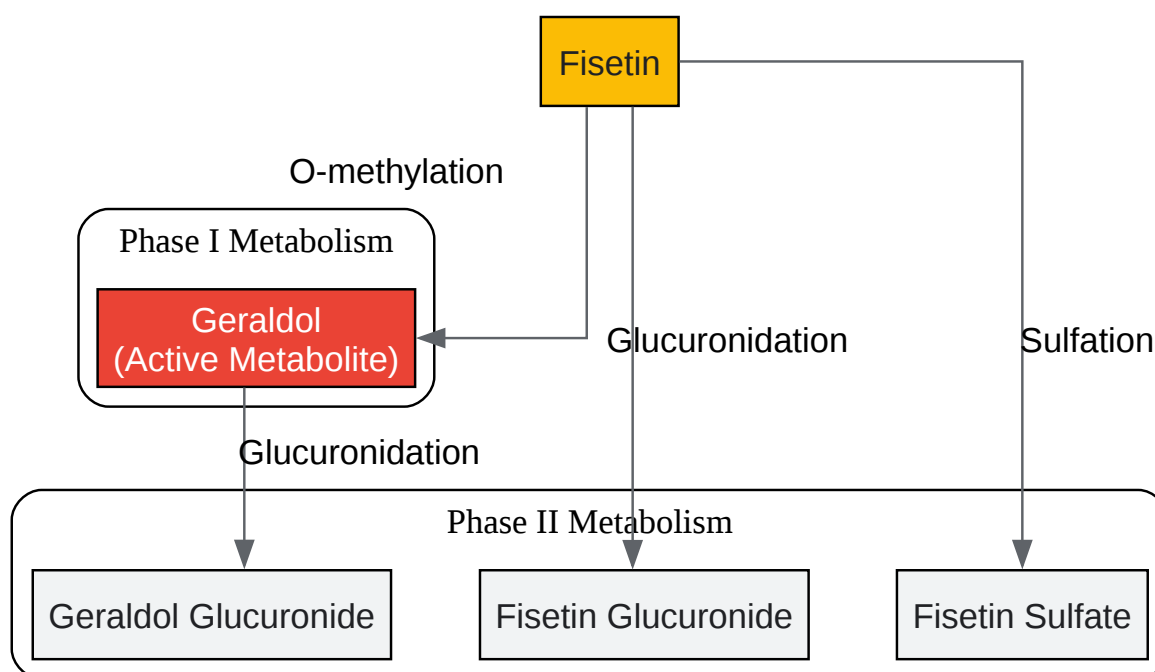 Fisetin
O-methylation
Phase I Metabolism
Geraldol
(Active Metabolite)
Glucuronidation
Sulfation
Glucuronidation
Phase II Metabolism
Geraldol Glucuronide
Fisetin Glucuronide
Fisetin Sulfate